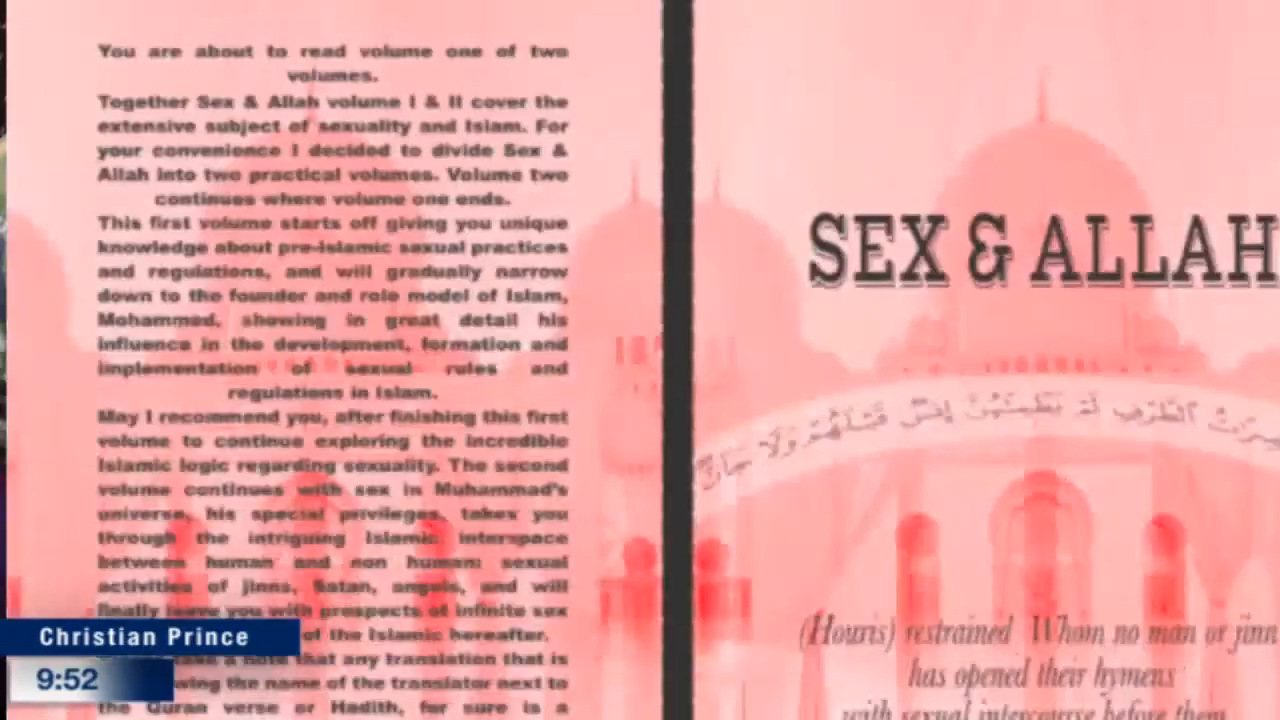 You are about to read volume one of two
volumes.
Together Sex & Allah volume I & II cover the
extensive subject of sexuality and Islam. For
your convenience I decided to divide Sex &
Allah into two practical volumes. Volume two
continues where volume one ends.
This first volume starts off giving you unique
knowledge about pre-Islamic sexual practices
and regulations, and will gradually narrow
down to the founder and role model of Islam,
Mohammed, showing in great detail his
influence in the development, formation and
implementation of sexual rules and
regulations in Islam.
May I recommend you, after finishing this first
volume to continue exploring the incredible
Islamic logic regarding sexuality. The second
volume continues with sex in Muhammad's
universe, his special privileges, takes you
through the intriguing Islamic interspace
between human and non human: sexual
activities of jinns, Satan, angels, and will
finally leave you with prospects of infinite sex
of the Islamic hereafter.
take a note that any translation that is
the name of the translator next to
the Quran verse or Hadith, for sure is a
Christian Prince
9:52
SEX & ALLAH
الطَّرْفِ لَمْ يَطْمِثْهُنَّ إِنْسٌ قَبْلَهُمْ وَلَا جَانٌّ
(Houris) restrained Whom no man or jinn
has opened their hymens
with sexual intercourse before them